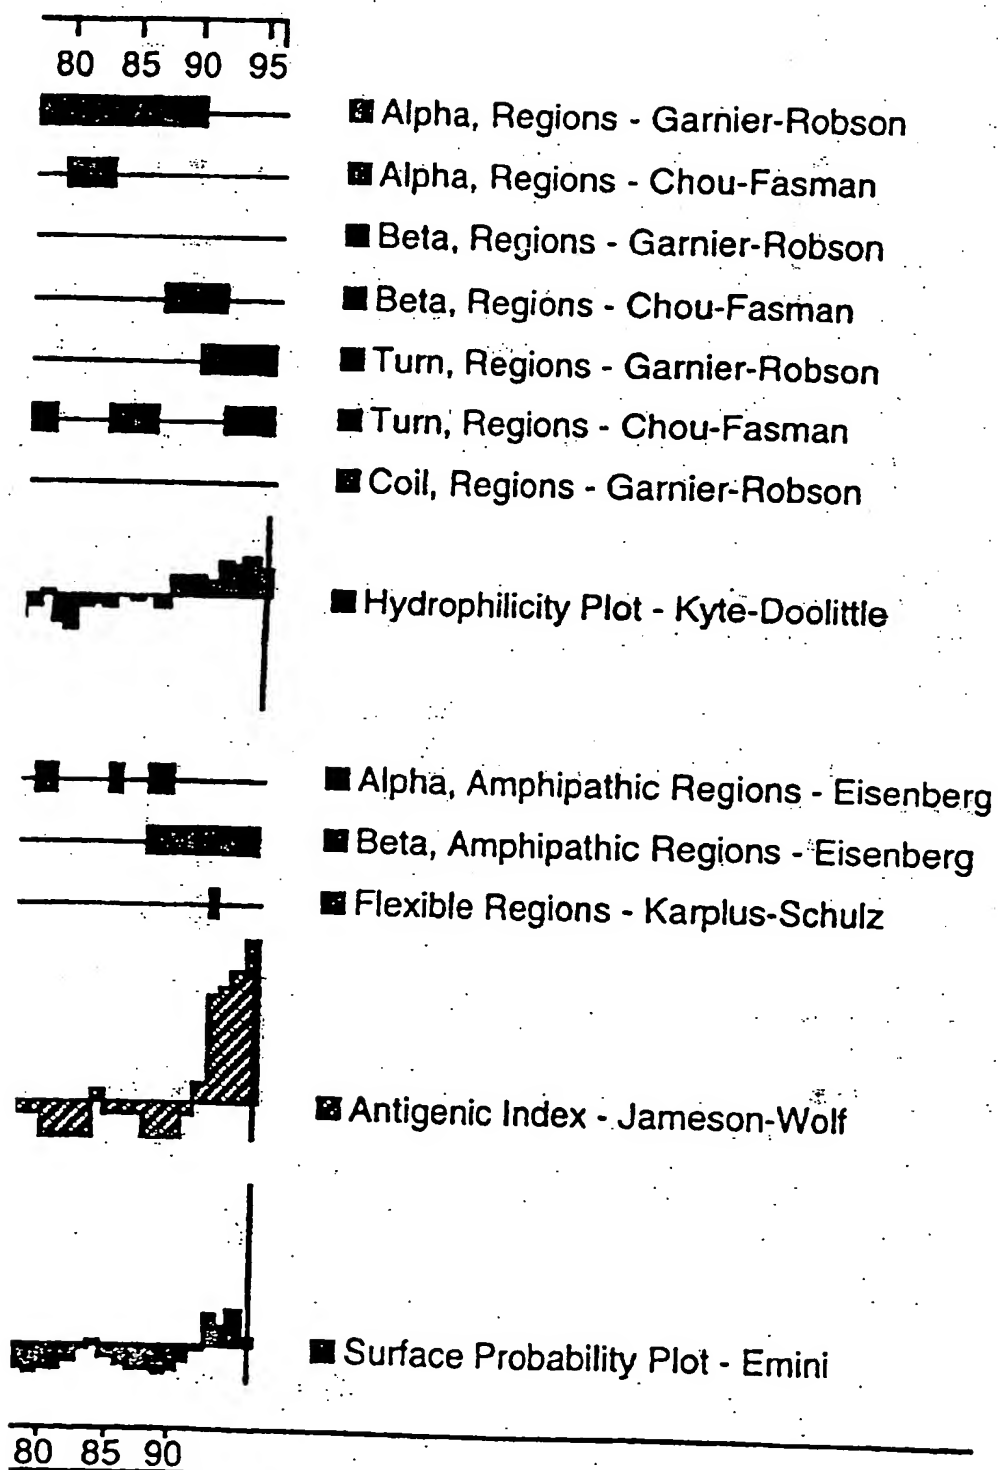 80 85 90 95
Alpha, Regions - Garnier-Robson
Alpha, Regions - Chou-Fasman
Beta, Regions - Garnier-Robson
Beta, Regions - Chou-Fasman
Turn, Regions - Garnier-Robson
Turn, Regions - Chou-Fasman
Coil, Regions - Garnier-Robson
Hydrophilicity Plot - Kyte-Doolittle
Alpha, Amphipathic Regions - Eisenberg
Beta, Amphipathic Regions - Eisenberg
Flexible Regions - Karplus-Schulz
Antigenic Index - Jameson-Wolf
Surface Probability Plot - Emini
80 85 90